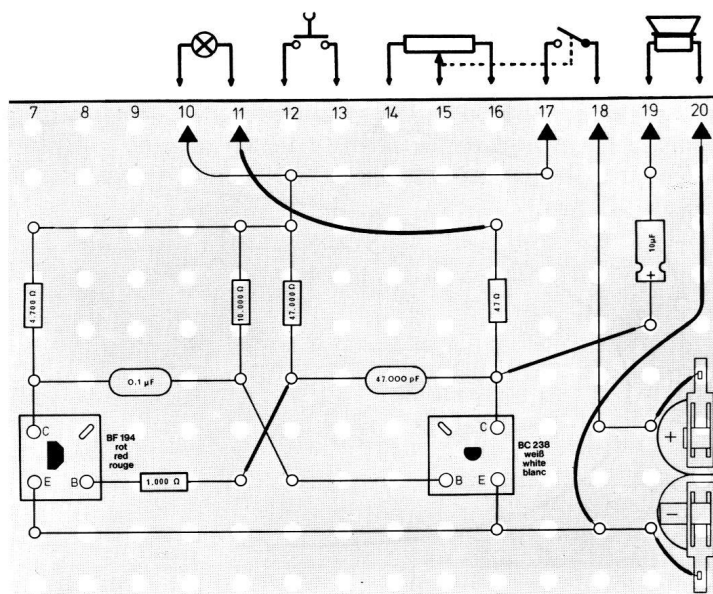 7 8 9 10 11 12 13 14 15 16 17 18 19 20
10µF
+
4.700 Ω
10.000 Ω
47.000 Ω
47 Ω
0.1 µF
47.000 pF
C
BF 194
rot
red
rouge
E
B
1.000 Ω
C
BC 238
weiß
white
blanc
B
E
+
−